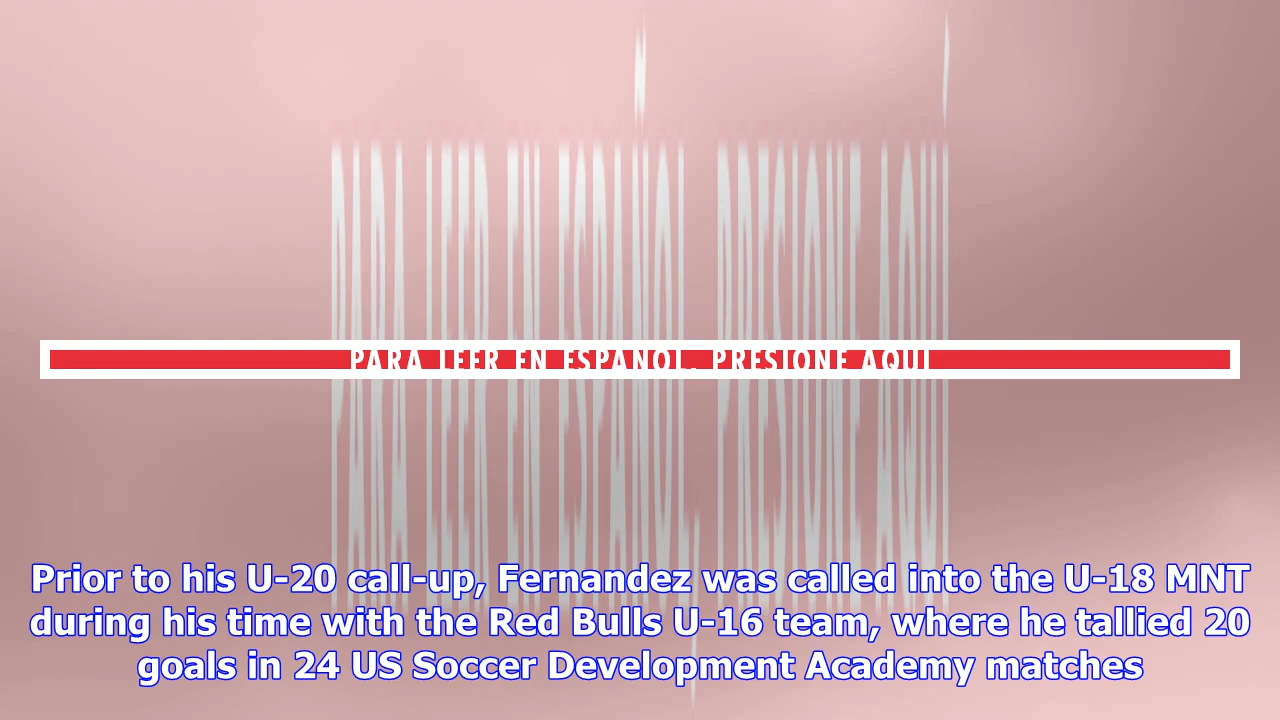 PARA LEER EN ESPAÑOL, PRESIONE AQUÍ
Prior to his U-20 call-up, Fernandez was called into the U-18 MNT
during his time with the Red Bulls U-16 team, where he tallied 20
goals in 24 US Soccer Development Academy matches